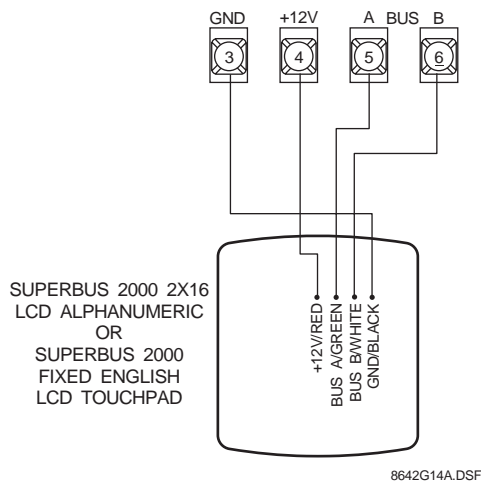 GND +12V A BUS B
3 4 5 6
SUPERBUS 2000 2X16
LCD ALPHANUMERIC
OR
SUPERBUS 2000
FIXED ENGLISH
LCD TOUCHPAD
+12V/RED
BUS A/GREEN
BUS B/WHITE
GND/BLACK
8642G14A.DSF